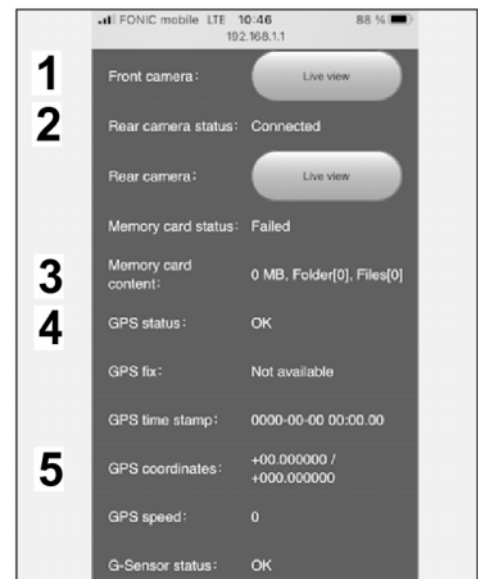 FONIC mobile LTE 10:46 88 %
192.168.1.1
1 Front camera: Live view
2 Rear camera status: Connected
Rear camera: Live view
Memory card status: Failed
Memory card
3 content: 0 MB, Folder[0], Files[0]
4 GPS status: OK
GPS fix: Not available
GPS time stamp: 0000-00-00 00:00.00
5 GPS coordinates: +00.000000 /
+000.000000
GPS speed: 0
G-Sensor status: OK